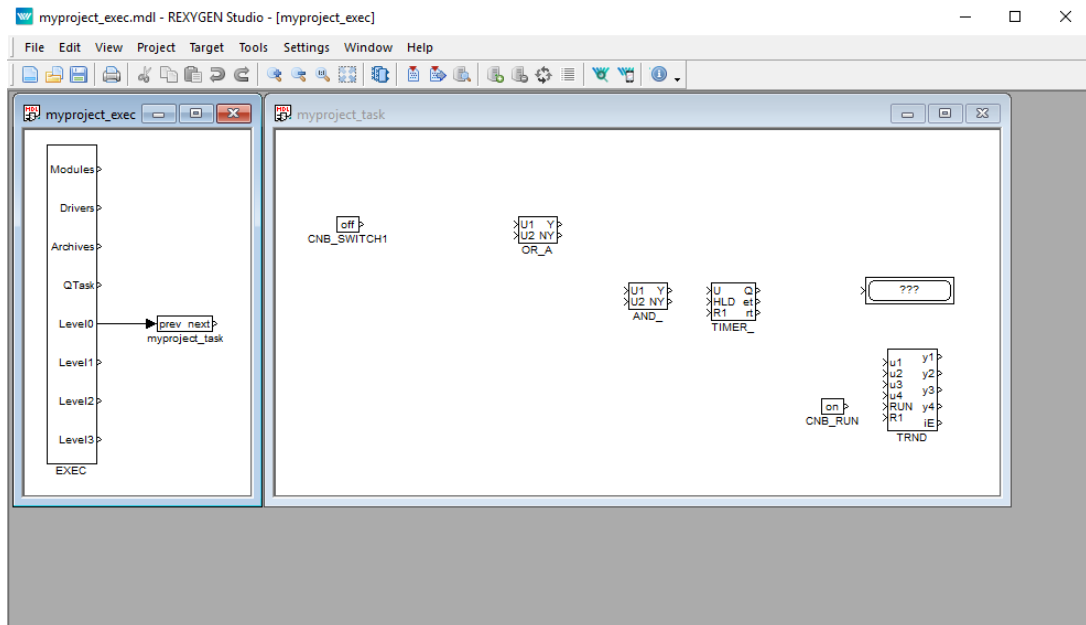 myproject_exec.mdl - REXYGEN Studio - [myproject_exec]
File Edit View Project Target Tools Settings Window Help
myproject_exec
Modules
Drivers
Archives
QTask
Level0
prev next
myproject_task
Level1
Level2
Level3
EXEC
myproject_task
off
CNB_SWITCH1
U1 Y
U2 NY
OR_A
U1 Y
U2 NY
AND_
U Q
HLD et
R1 rt
TIMER_
???
on
CNB_RUN
u1 y1
u2 y2
u3 y3
u4
RUN y4
R1 iE
TRND